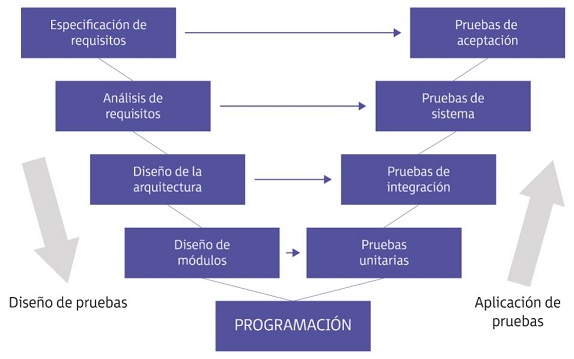 Especificación de
requisitos
Pruebas de
aceptación
Análisis de
requisitos
Pruebas de
sistema
Diseño de la
arquitectura
Pruebas de
integración
Diseño de
módulos
Pruebas
unitarias
Diseño de pruebas
Aplicación de
pruebas
PROGRAMACIÓN